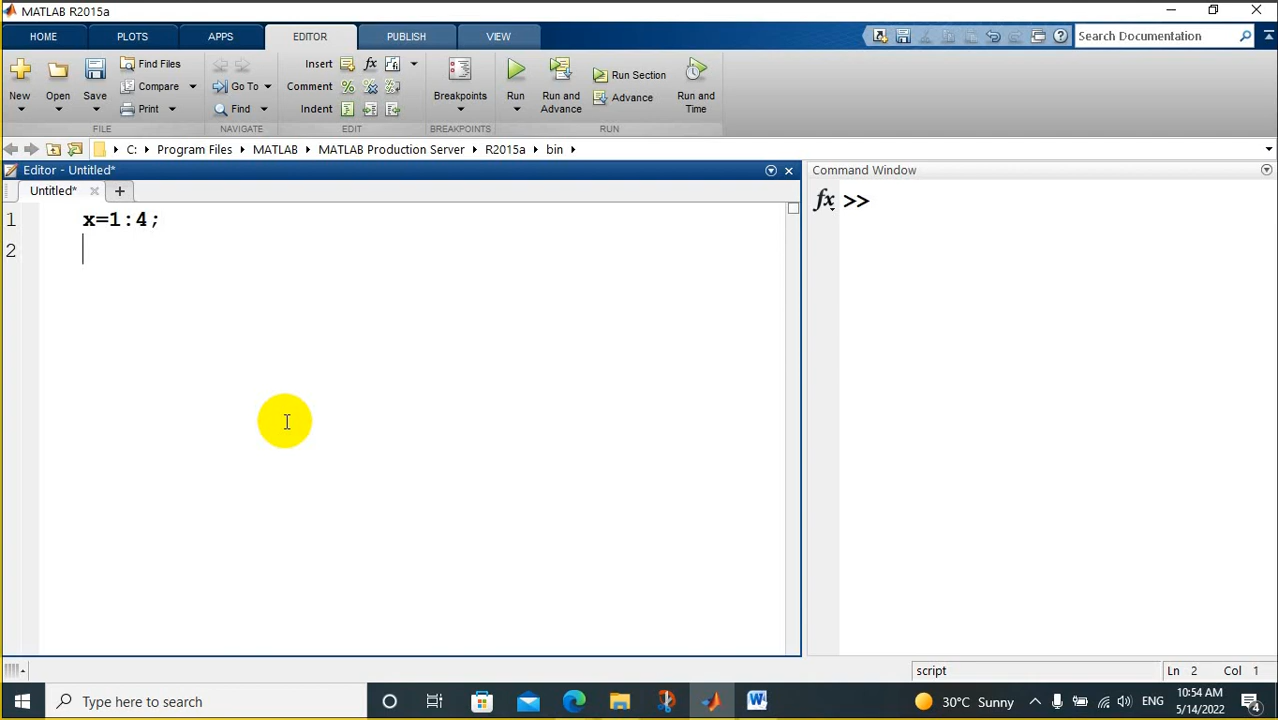 MATLAB R2015a
HOME PLOTS APPS EDITOR PUBLISH VIEW Search Documentation
New Open Save Find Files Compare Print
Go To Find
Insert fx Comment Indent
Breakpoints
Run Run and Advance Run Section Advance Run and Time
FILE NAVIGATE EDIT BREAKPOINTS RUN
C: Program Files MATLAB MATLAB Production Server R2015a bin
Editor - Untitled*
Untitled* +
1 x=1:4;
2
Command Window
fx >>
script Ln 2 Col 1
Type here to search
30°C Sunny ENG 10:54 AM 5/14/2022 4